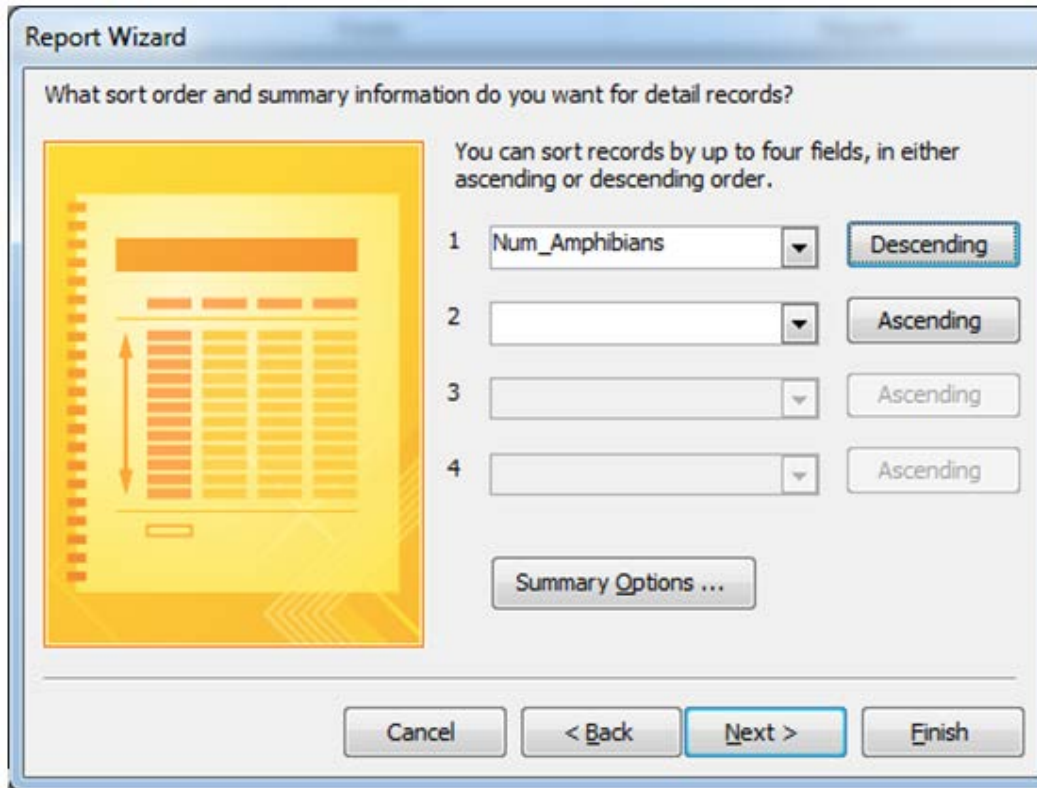 Report Wizard
What sort order and summary information do you want for detail records?
You can sort records by up to four fields, in either
ascending or descending order.
1 Num_Amphibians Descending
2 Ascending
3 Ascending
4 Ascending
Summary Options ...
Cancel < Back Next > Finish